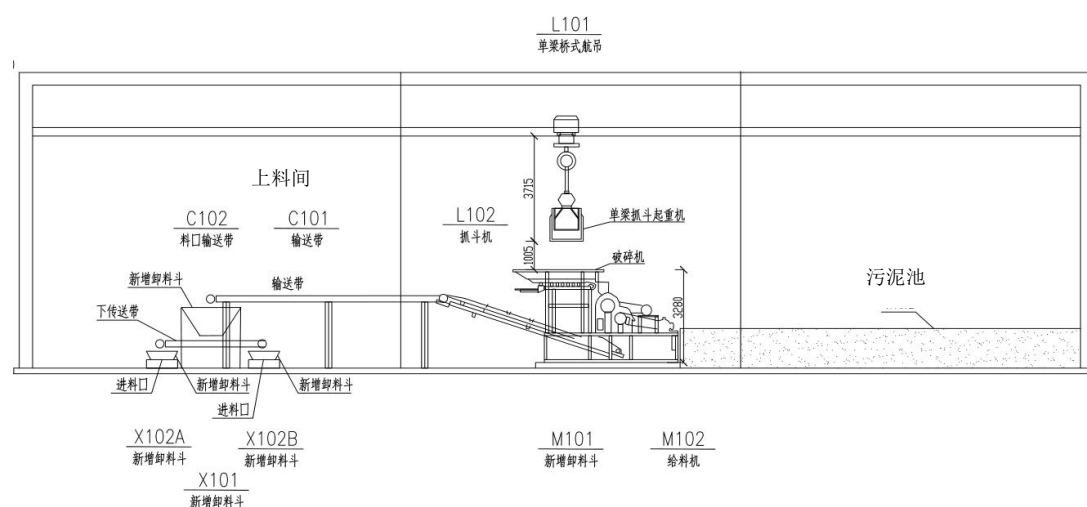 L101
单梁桥式航吊
上料间
3715
C102
料口输送带
C101
输送带
L102
抓斗机
单梁抓斗起重机
1005
破碎机
新增卸料斗
输送带
3280
污泥池
下传送带
进料口
新增卸料斗
进料口
新增卸料斗
X102A
新增卸料斗
X102B
新增卸料斗
M101
新增卸料斗
M102
给料机
X101
新增卸料斗